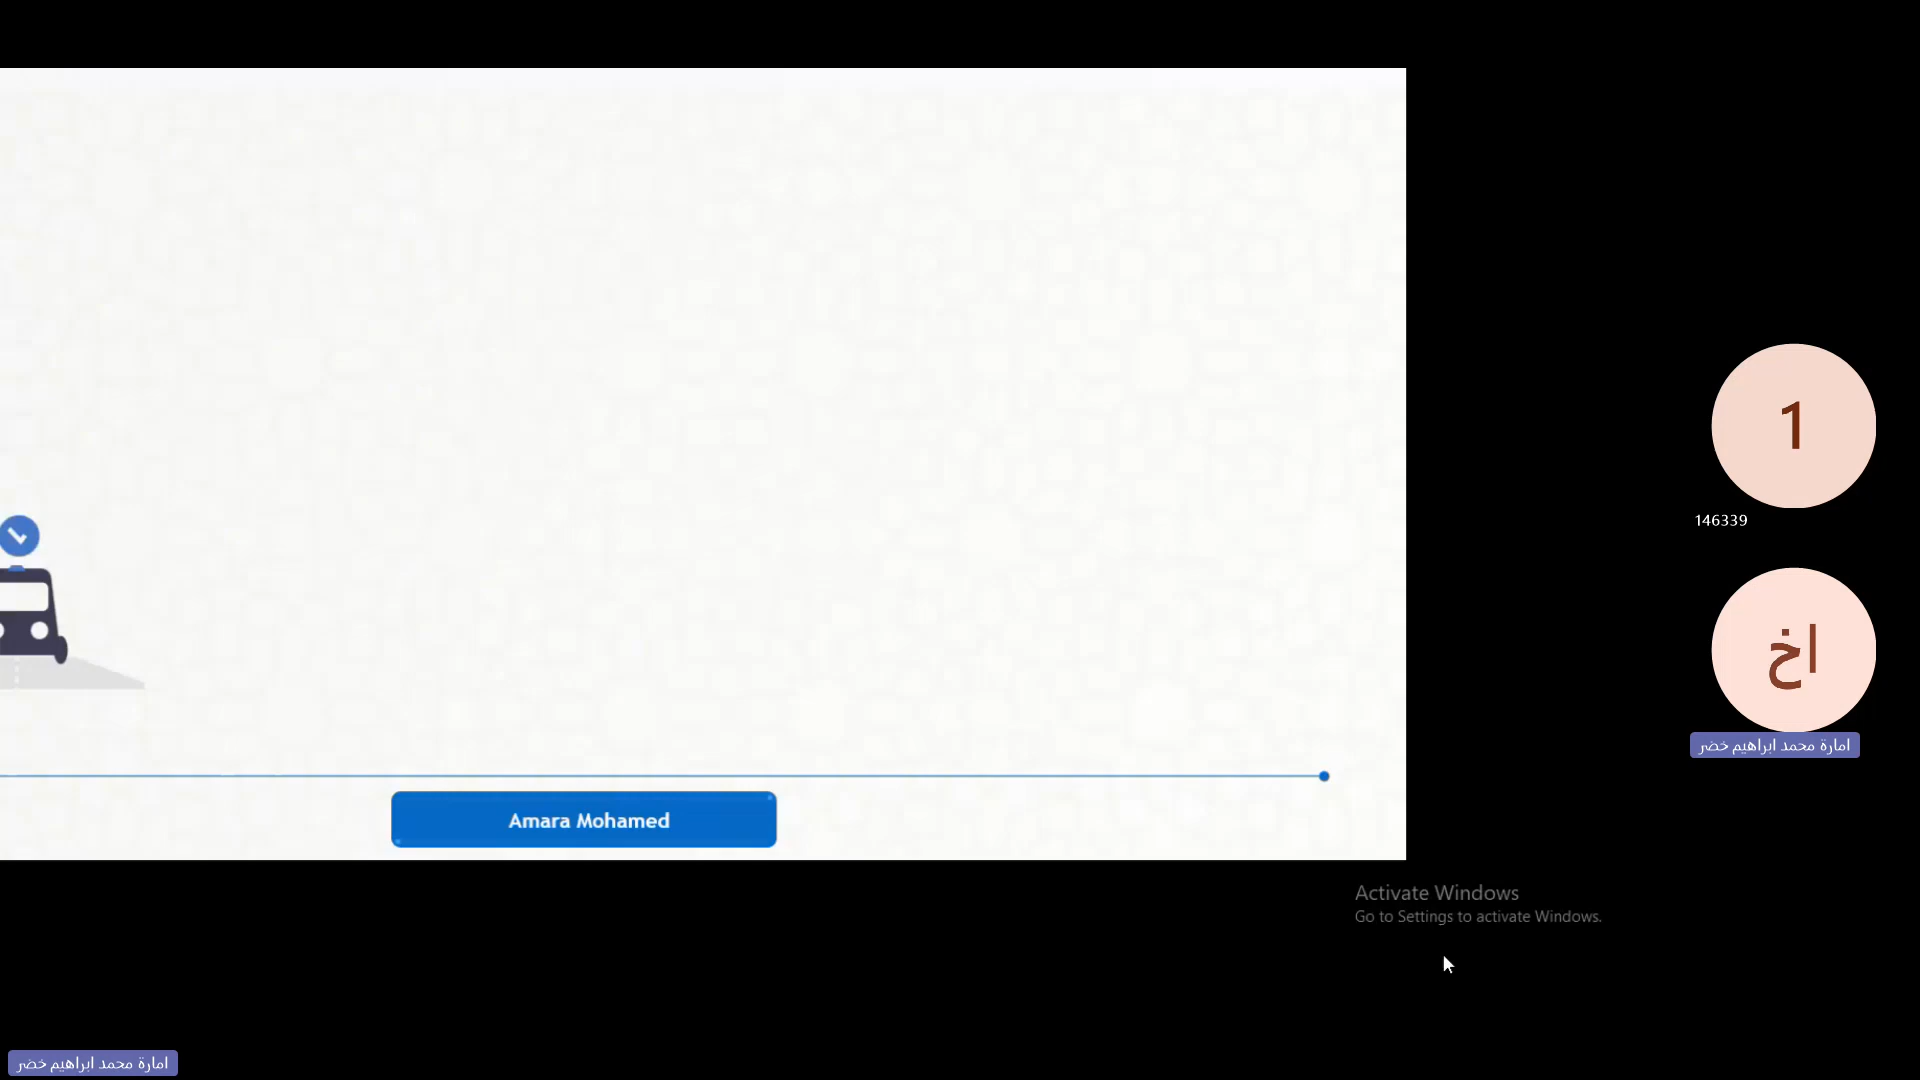 1
146339
اخ
امارة محمد ابراهيم خضر
Amara Mohamed
Activate Windows
Go to Settings to activate Windows.
امارة محمد ابراهيم خضر